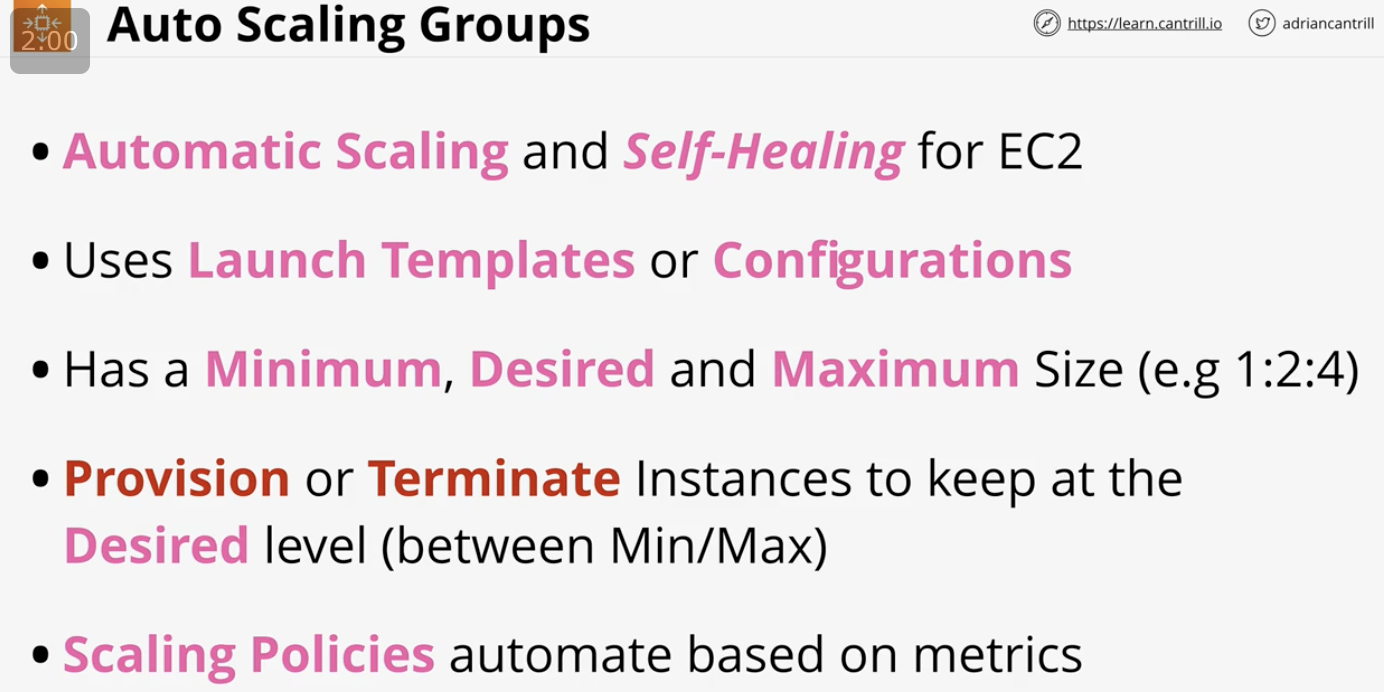 2:00
Auto Scaling Groups
https://learn.cantrill.io
adriancantrill
• Automatic Scaling and Self-Healing for EC2
• Uses Launch Templates or Configurations
• Has a Minimum, Desired and Maximum Size (e.g 1:2:4)
• Provision or Terminate Instances to keep at the
Desired level (between Min/Max)
• Scaling Policies automate based on metrics